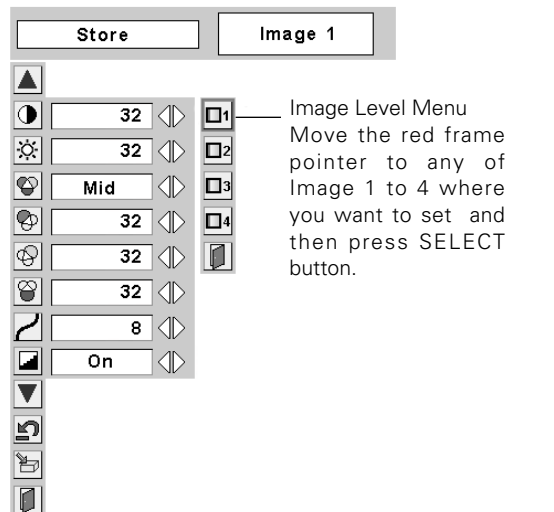 Store Image 1
32
1
32
2
Mid
3
32
4
32
32
8
On
Image Level Menu
Move the red frame
pointer to any of
Image 1 to 4 where
you want to set and
then press SELECT
button.